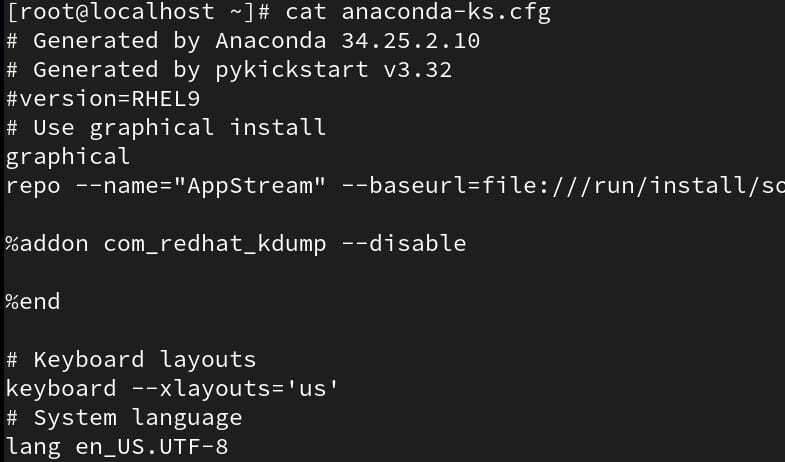 [root@localhost ~]# cat anaconda-ks.cfg
# Generated by Anaconda 34.25.2.10
# Generated by pykickstart v3.32
#version=RHEL9
# Use graphical install
graphical
repo --name="AppStream" --baseurl=file:///run/install/so
%addon com_redhat_kdump --disable
%end
# Keyboard layouts
keyboard --xlayouts='us'
# System language
lang en_US.UTF-8